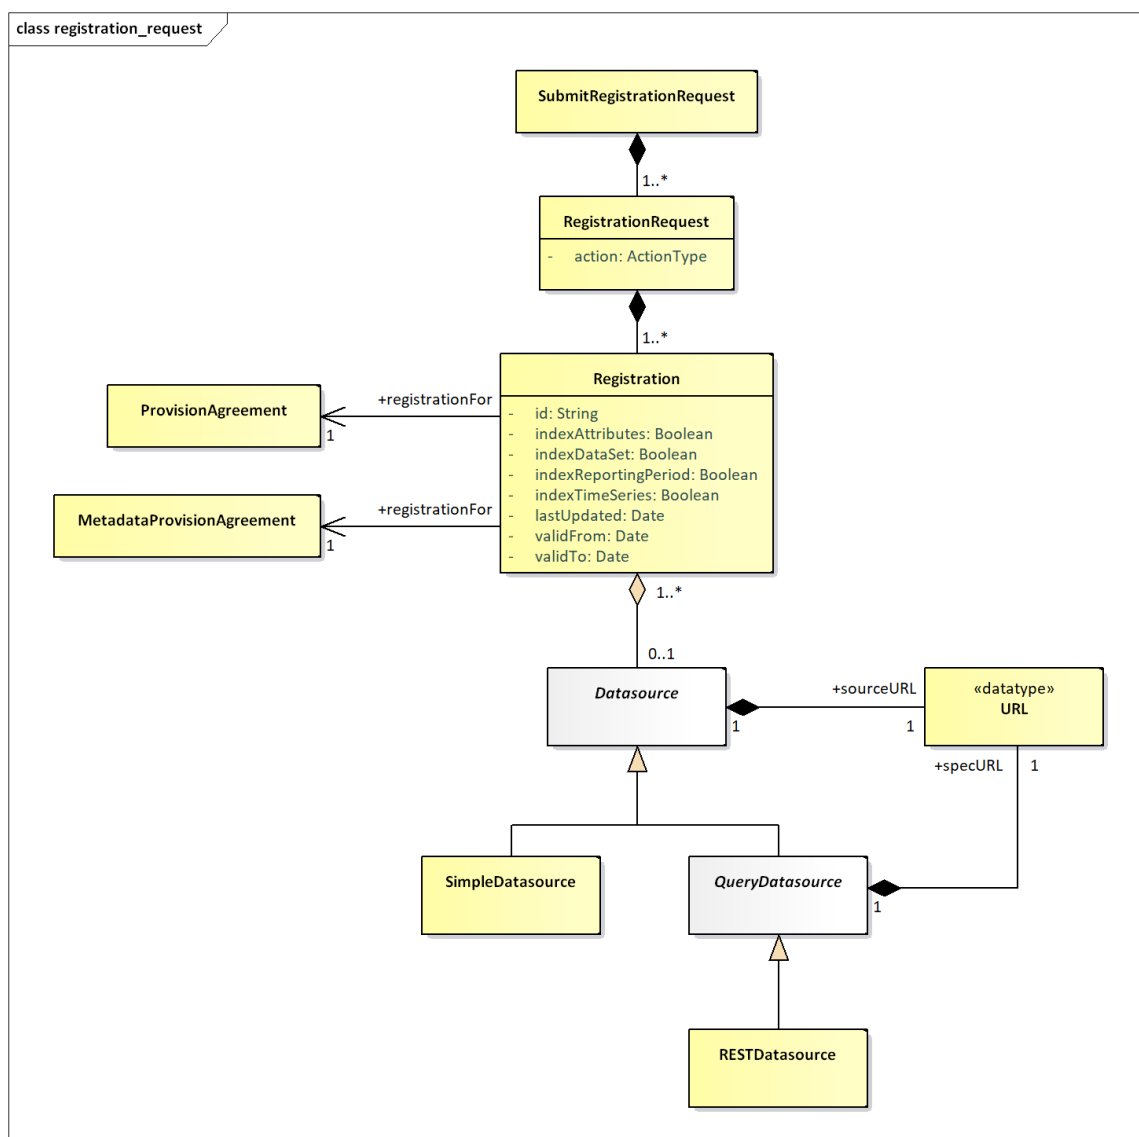 class registration_request
SubmitRegistrationRequest
1..*
RegistrationRequest
- action: ActionType
1..*
Registration
- id: String
- indexAttributes: Boolean
- indexDataSet: Boolean
- indexReportingPeriod: Boolean
- indexTimeSeries: Boolean
- lastUpdated: Date
- validFrom: Date
- validTo: Date
+registrationFor
ProvisionAgreement
1
+registrationFor
MetadataProvisionAgreement
1
1..*
0..1
Datasource
1
+sourceURL
1
«datatype»
URL
+specURL
1
SimpleDatasource
QueryDatasource
1
RESTDatasource